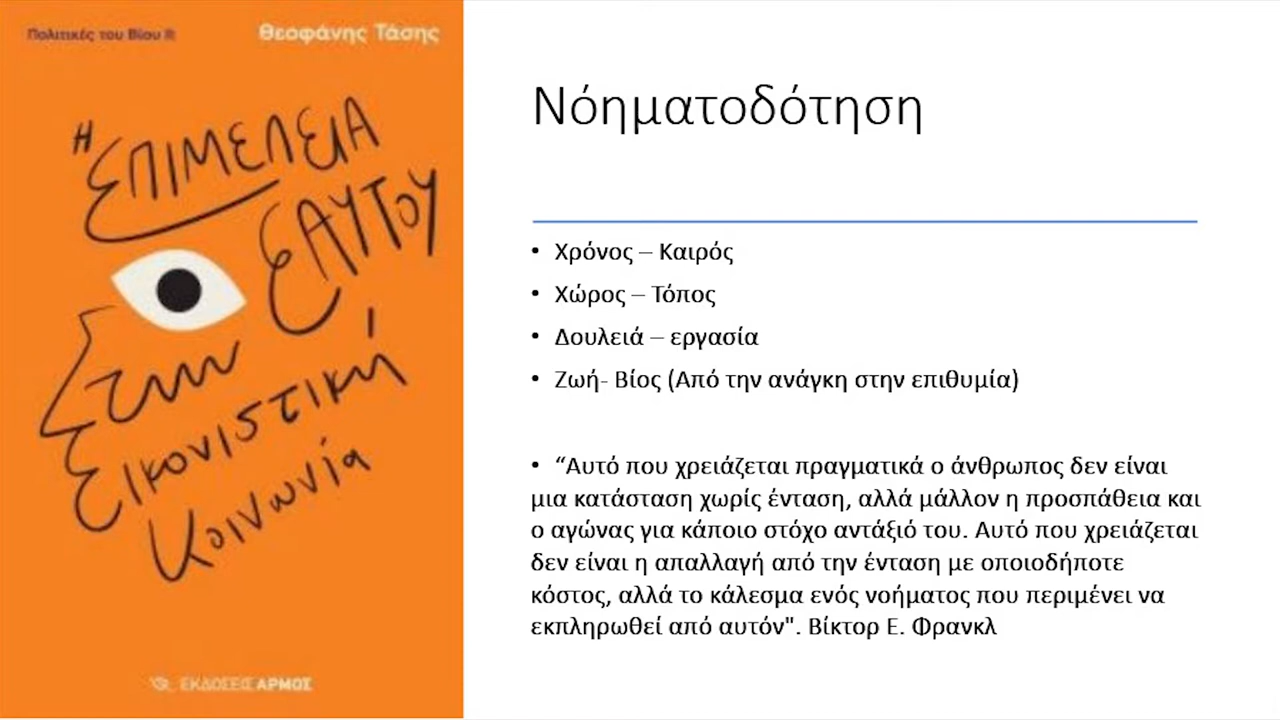 Πολιτικές του Βίου ΙΙ
Θεοφάνης Τάσης
Η
ΕΠΙΜΕΛΕΙΑ
ΕΑΥΤΟΥ
Στην
Εικονιστική
Κοινωνία
ΕΚΔΟΣΕΙΣ ΑΡΜΟΣ
Νόηματοδότηση
• Χρόνος – Καιρός
• Χώρος – Τόπος
• Δουλειά – εργασία
• Ζωή- Βίος (Από την ανάγκη στην επιθυμία)
• “Αυτό που χρειάζεται πραγματικά ο άνθρωπος δεν είναι
μια κατάσταση χωρίς ένταση, αλλά μάλλον η προσπάθεια και
ο αγώνας για κάποιο στόχο αντάξιό του. Αυτό που χρειάζεται
δεν είναι η απαλλαγή από την ένταση με οποιοδήποτε
κόστος, αλλά το κάλεσμα ενός νοήματος που περιμένει να
εκπληρωθεί από αυτόν". Βίκτορ Ε. Φρανκλ